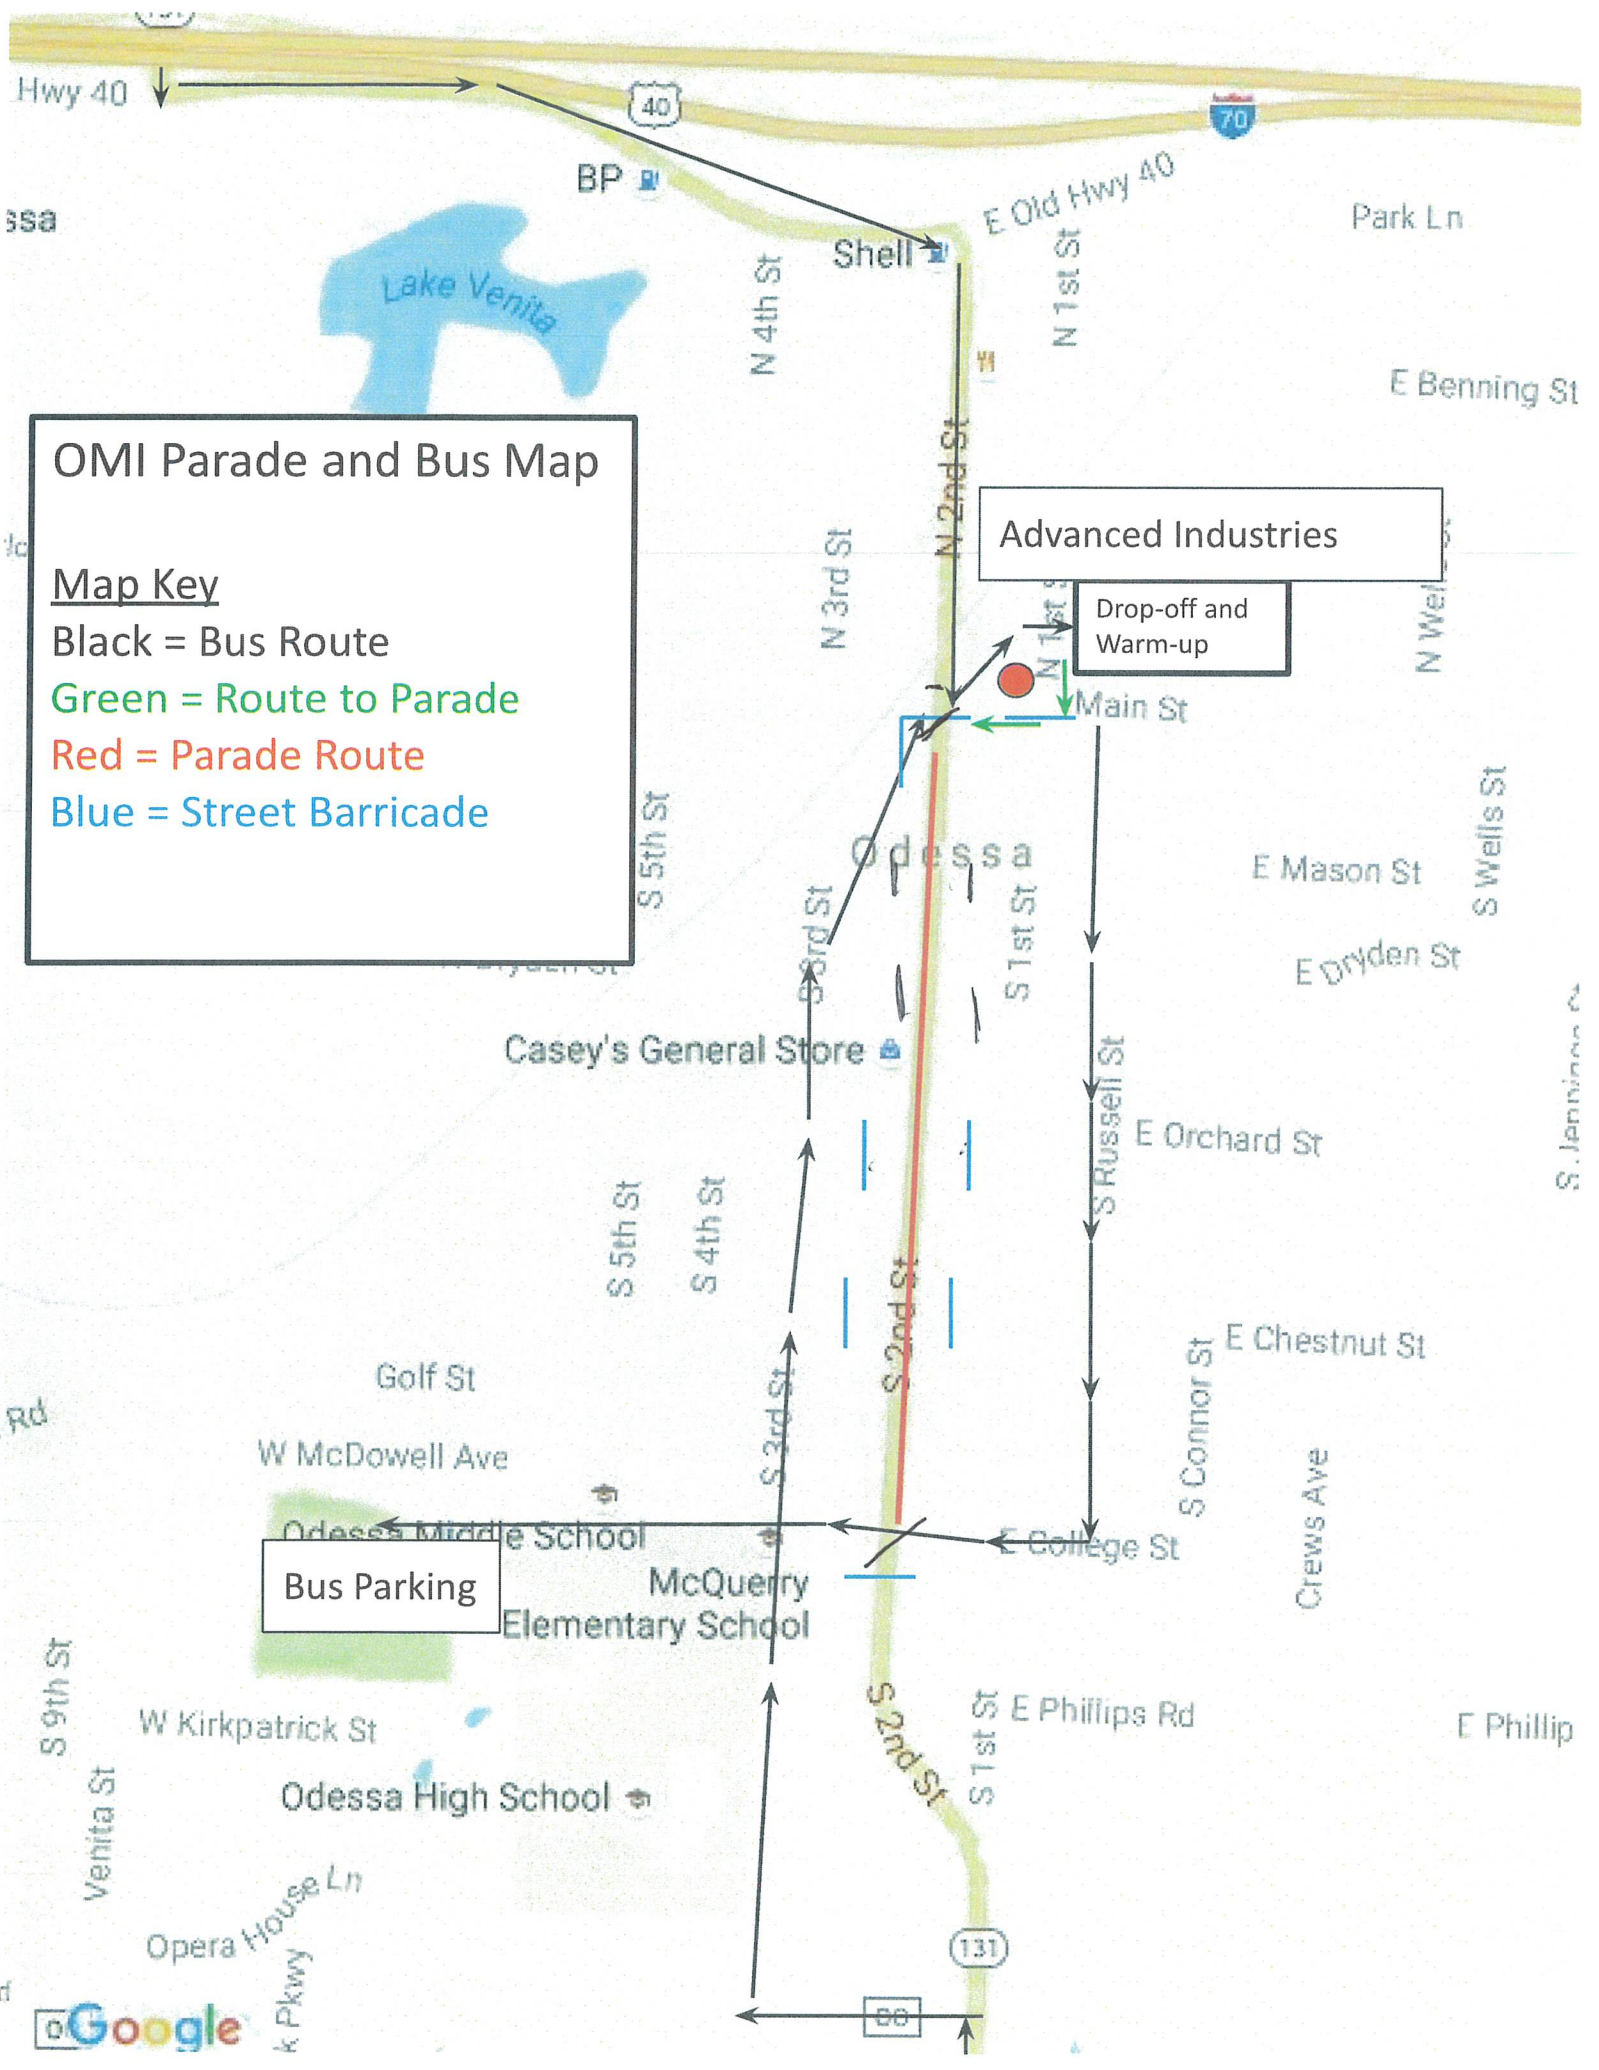 Hwy 40
40
70
BP
E Old Hwy 40
Park Ln
ssa
Shell
Lake Venita
N 4th St
N 1st St
E Benning St
OMI Parade and Bus Map
N 2nd St
Advanced Industries
Map Key
N 3rd St
N 1st S
Drop-off and
Warm-up
N Wel
Black = Bus Route
Green = Route to Parade
Main St
Red = Parade Route
Blue = Street Barricade
S 5th St
Odessa
E Mason St
S Wells St
S 3rd St
S 1st St
E Dryden St
Casey's General Store
S Russell St
E Orchard St
S 5th St
S 4th St
S 2nd St
E Chestnut St
Golf St
S 3rd St
S Connor St
Rd
W McDowell Ave
Crews Ave
Odessa Middle School
E College St
Bus Parking
McQuerry
Elementary School
S 9th St
W Kirkpatrick St
S 2nd St
S 1st St
E Phillips Rd
E Phillip
Venita St
Odessa High School
Opera House Ln
131
k Pkwy
Google